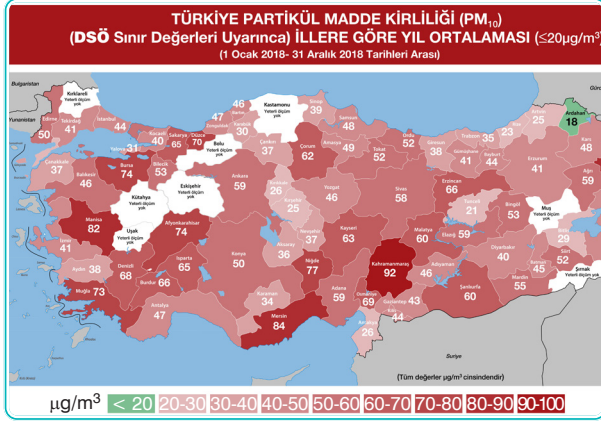 TÜRKİYE PARTİKÜL MADDE KİRLİLİĞİ (PM10)
(DSÖ Sınır Değerleri Uyarınca) İLLERE GÖRE YIL ORTALAMASI (≤20µg/m³)
(1 Ocak 2018- 31 Aralık 2018 Tarihleri Arası)
Bulgaristan
Yunanistan
Gürc
Kırklareli
Yeterli ölçüm
yok
Edirne
50
Tekirdağ
41
İstanbul
44
Kocaeli
40
Yalova 31
Sakarya
65
Düzce
70
Zonguldak
47
Bartın
46
Karabük
30
Kastamonu
Yeterli ölçüm
yok
Sinop
39
Samsun
48
Ordu
52
Giresun
38
Trabzon
35
23
Artvin
25
Ardahan
18
Kars
48
Çanakkale
37
Balıkesir
46
Bursa
74
Bilecik
53
Bolu
Yeterli ölçüm
yok
Çankırı
37
Çorum
62
Amasya
49
Tokat
52
Gümüşhane
41
Bayburt
44
Erzurum
41
Ağrı
59
Kütahya
Yeterli ölçüm
yok
Eskişehir
Yeterli ölçüm
yok
Ankara
59
26
Kırşehir
25
Yozgat
46
Sivas
58
Erzincan
66
Tunceli
21
Bingöl
53
Muş
Yeterli ölçüm
yok
Manisa
82
Uşak
Yeterli ölçüm
yok
Afyonkarahisar
74
Nevşehir
37
Kayseri
63
Malatya
60
Elazığ 59
Diyarbakır
40
29
Siirt
52
İzmir
41
Aydın 38
Denizli
68
Isparta
65
Burdur 66
Konya
50
Aksaray
36
Niğde
77
Kahramanmaraş
92
Adıyaman
46
Batman
45
Şırnak
Yeterli ölçüm
yok
Muğla 73
Antalya
47
Karaman
34
Mersin
84
Adana
59
Osmaniye
69
Gaziantep 43
Kilis
44
Şanlıurfa
60
Mardin
55
26
Suriye
(Tüm değerler µg/m³ cinsindendir)
µg/m³ < 20 20-30 30-40 40-50 50-60 60-70 70-80 80-90 90-100